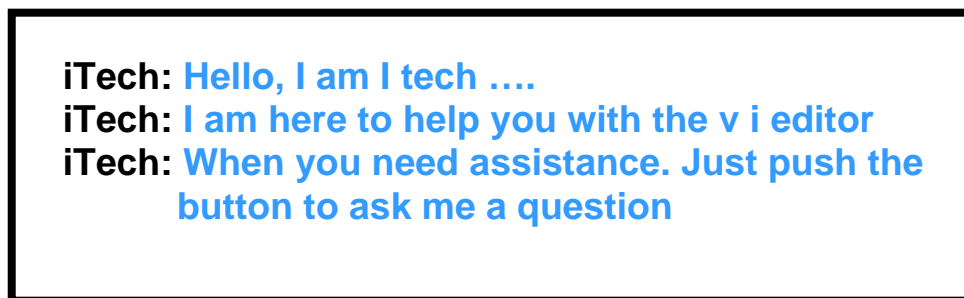 iTech: Hello, I am I tech ….
iTech: I am here to help you with the v i editor
iTech: When you need assistance. Just push the
button to ask me a question